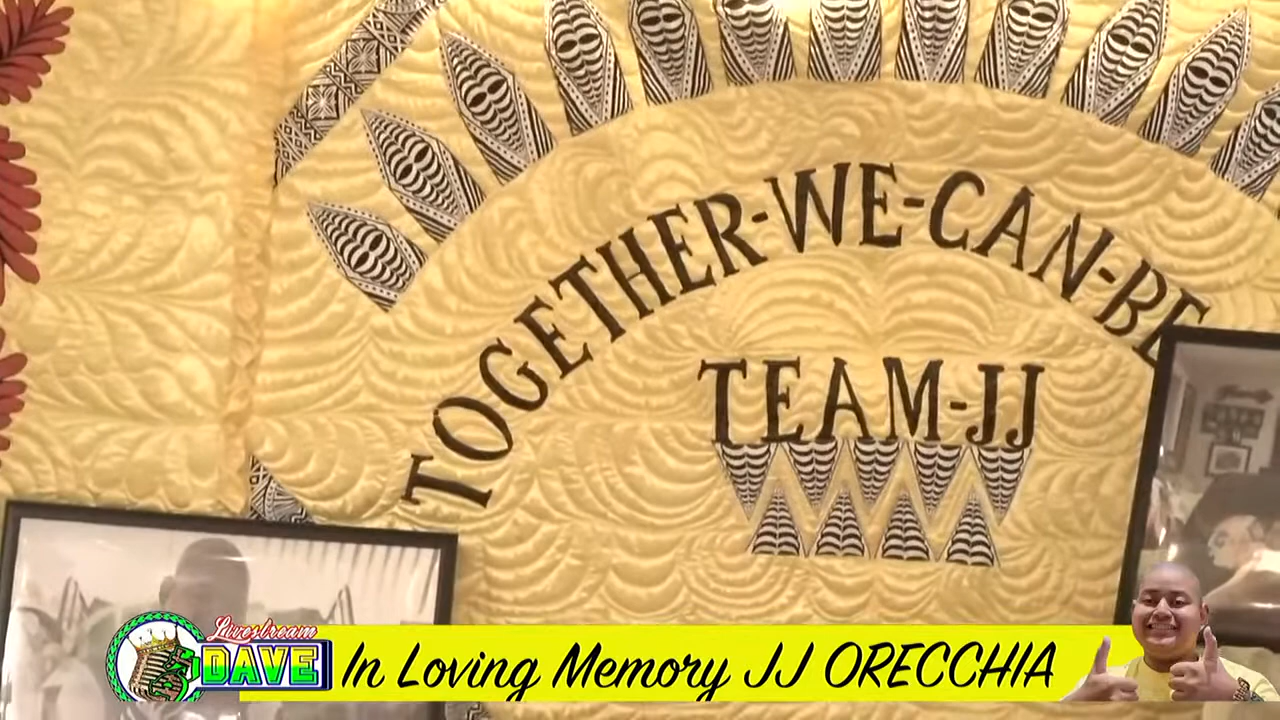 TOGETHER-WE-CAN-BE
TEAM-JJ
Livestream
DAVE
In Loving Memory JJ ORECCHIA